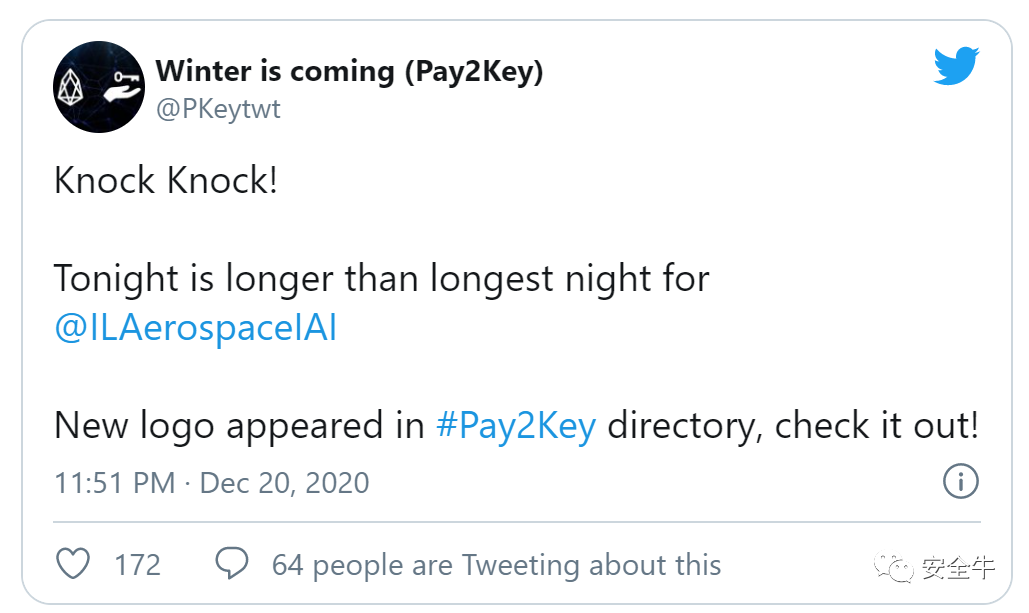 Winter is coming (Pay2Key)
@PKeytwt
Knock Knock!
Tonight is longer than longest night for
@ILAerospaceIAI
New logo appeared in #Pay2Key directory, check it out!
11:51 PM · Dec 20, 2020
172 64 people are Tweeting about this
安全牛